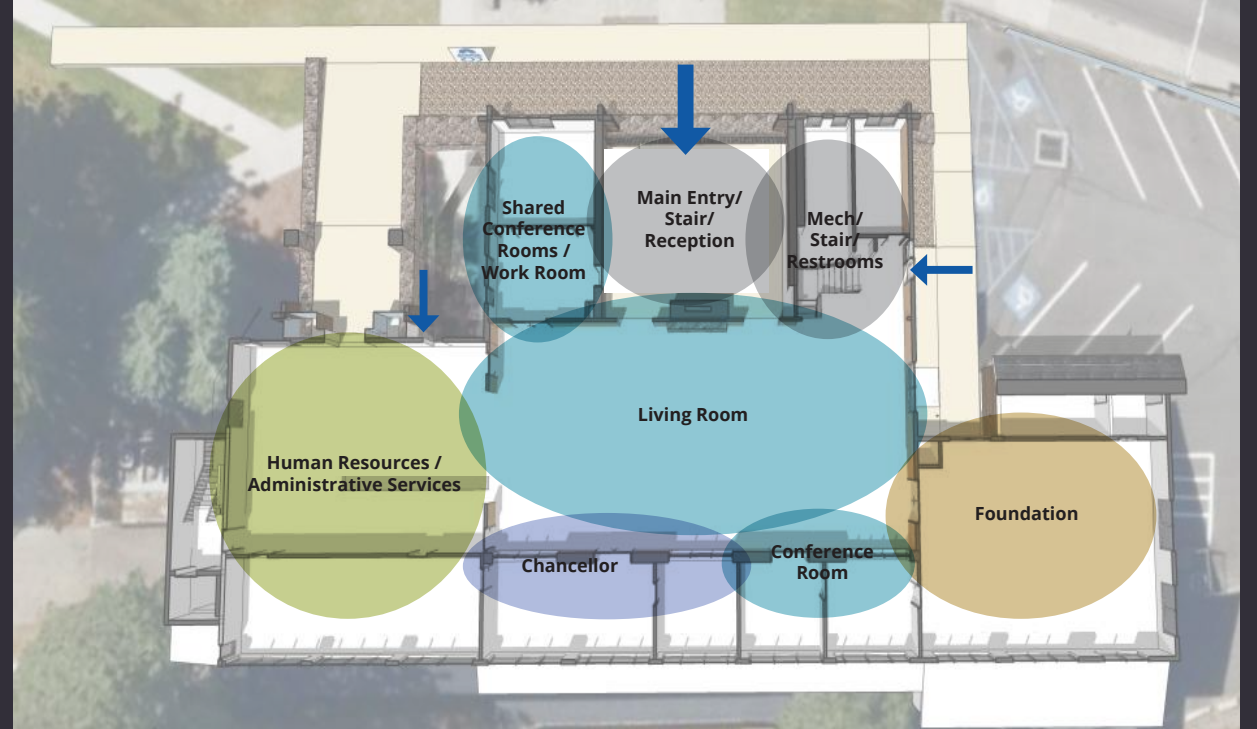 Main Entry/
Stair/
Reception
Shared
Conference
Rooms /
Work Room
Mech/
Stair/
Restrooms
Living Room
Human Resources /
Administrative Services
Foundation
Chancellor
Conference
Room